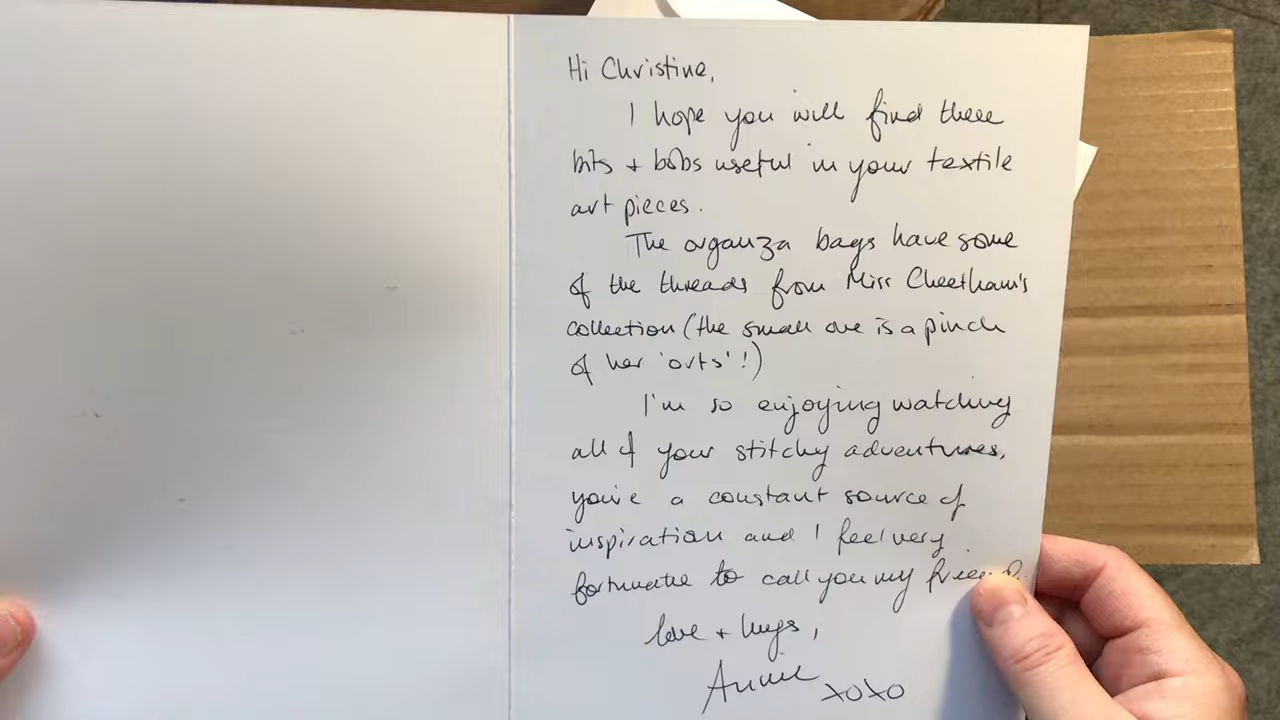 Hi Christine,
I hope you will find these
bits + bobs useful in your textile
art pieces.
The organza bags have some
of the threads from Miss Cheetham's
collection (the small one is a pinch
of her 'orts'!)
I'm so enjoying watching
all of your stitchy adventures,
you're a constant source of
inspiration and I feel very
fortunate to call you my friend.
love + hugs,
Annie xoxo